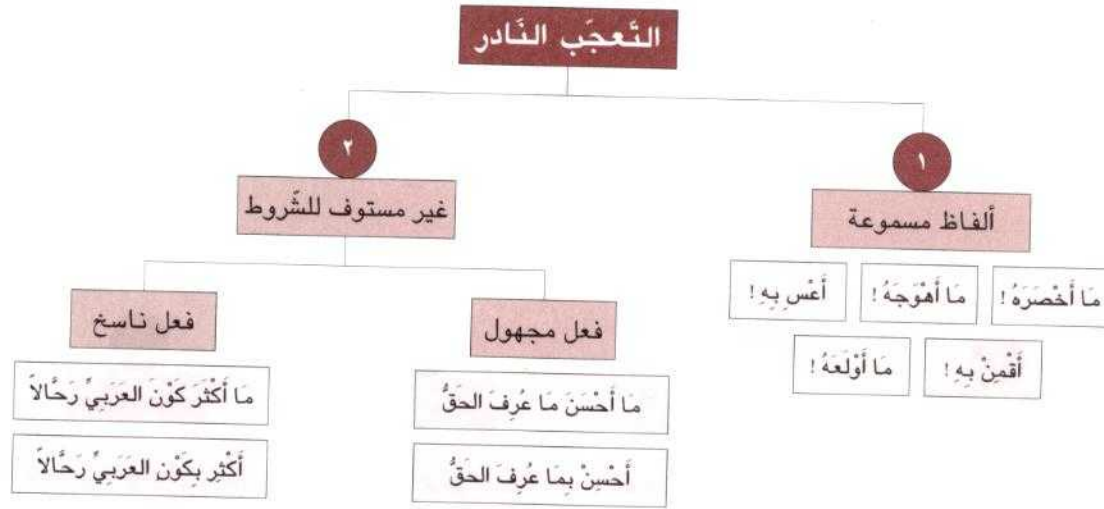 التَّعجَب النَّادر
١
ألفاظ مسموعة
مَا أَخْصَرَهُ !
مَا أَهْوَجَهُ !
أَعْسِ بِهِ !
أَقْمِنْ بِهِ !
مَا أَوْلَعَهُ !
٢
غير مستوف للشّروط
فعل مجهول
مَا أَحْسَنَ مَا عُرِفَ الحَقُّ
أَحْسِنْ بِمَا عُرِفَ الحَقُّ
فعل ناسخ
مَا أَكْثَرَ كَوْنَ العَرَبِيِّ رَحَّالاً
أَكْثِر بِكَوْنِ العَرَبِيِّ رَحَّالاً